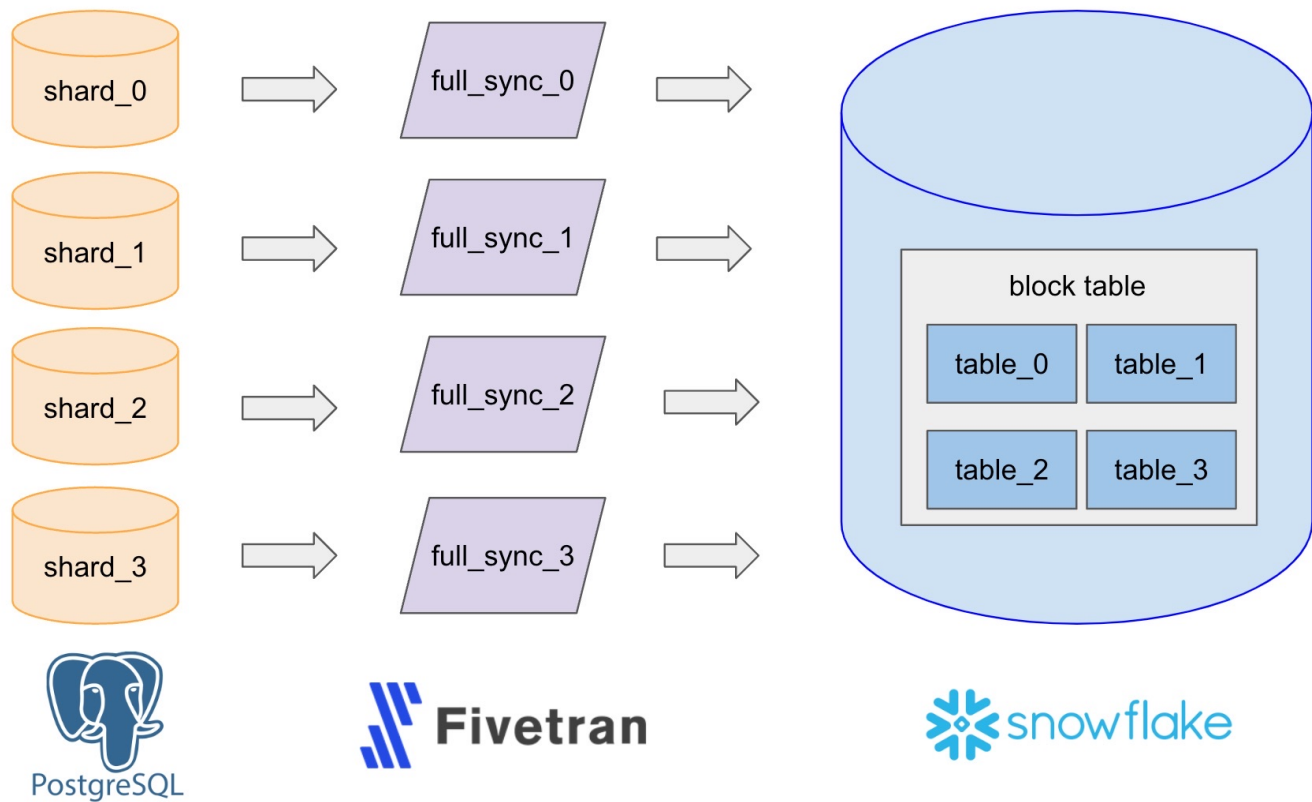 shard_0
full_sync_0
shard_1
full_sync_1
block table
table_0 table_1
shard_2
full_sync_2
table_2 table_3
shard_3
full_sync_3
PostgreSQL
Fivetran
snowflake